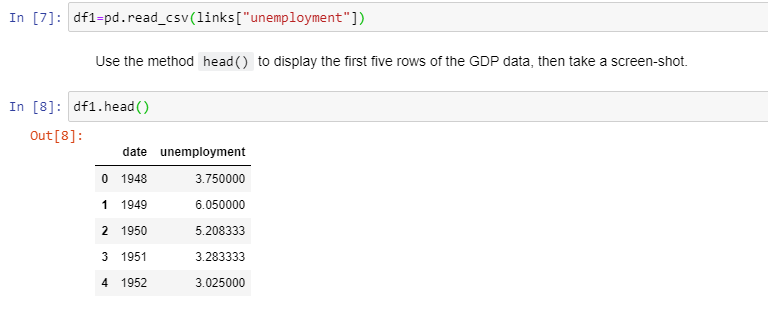 In [7]: df1=pd.read_csv(links["unemployment"])
Use the method head() to display the first five rows of the GDP data, then take a screen-shot.
In [8]: df1.head()
Out[8]:
date unemployment
0 1948 3.750000
1 1949 6.050000
2 1950 5.208333
3 1951 3.283333
4 1952 3.025000